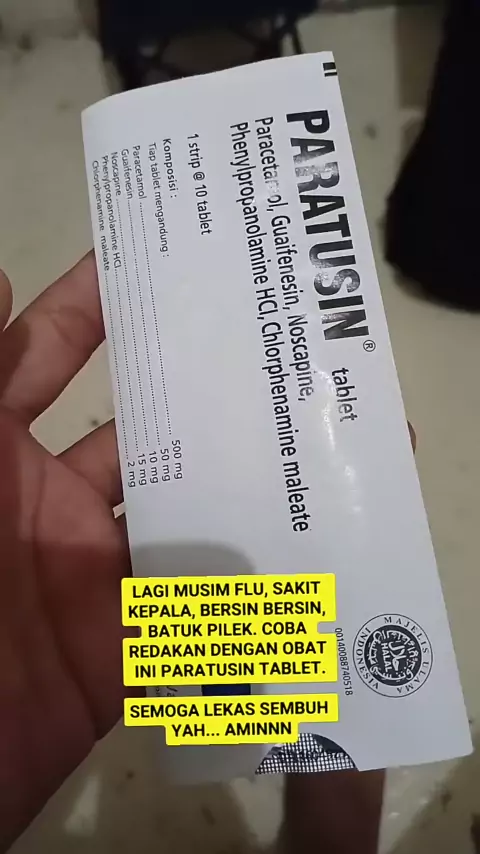 PARATUSIN® tablet
Paracetamol, Guaifenesin, Noscapine,
Phenylpropanolamine HCl, Chlorphenamine maleate
1 strip @ 10 tablet
Komposisi :
Tiap tablet mengandung :
Paracetamol 500 mg
Guaifenesin 50 mg
Noscapine 10 mg
Phenylpropanolamine HCl 15 mg
Chlorphenamine maleate 2 mg
MAJELIS ULAMA
INDONESIA
حلال
HALAL
00140088740518
LAGI MUSIM FLU, SAKIT
KEPALA, BERSIN BERSIN,
BATUK PILEK. COBA
REDAKAN DENGAN OBAT
INI PARATUSIN TABLET.
SEMOGA LEKAS SEMBUH
YAH... AMINNN